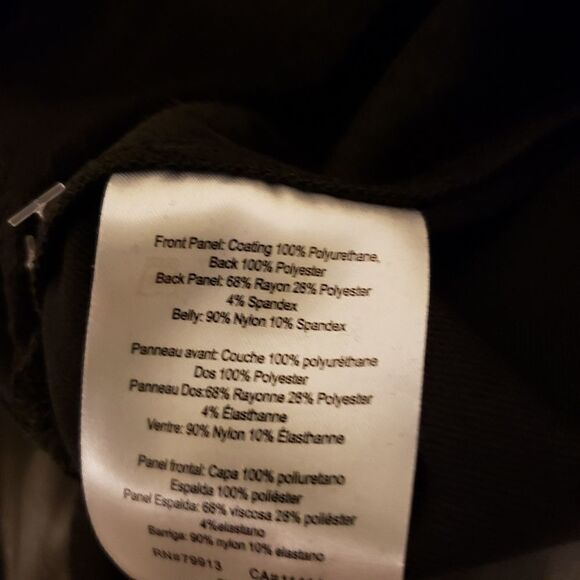 Front Panel: Coating 100% Polyurethane,
Back 100% Polyester
Back Panel: 68% Rayon 28% Polyester
4% Spandex
Belly: 90% Nylon 10% Spandex
Panneau avant: Couche 100% polyuréthane
Dos 100% Polyester
Panneau Dos:68% Rayonne 28% Polyester
4% Élasthanne
Ventre: 90% Nylon 10% Élasthanne
Panel frontal: Capa 100% poliuretano
Espalda 100% poliéster
Panel Espalda: 68% viscosa 28% poliéster
4%elastano
Barriga: 90% nylon 10% elastano
RN#79913 CA#